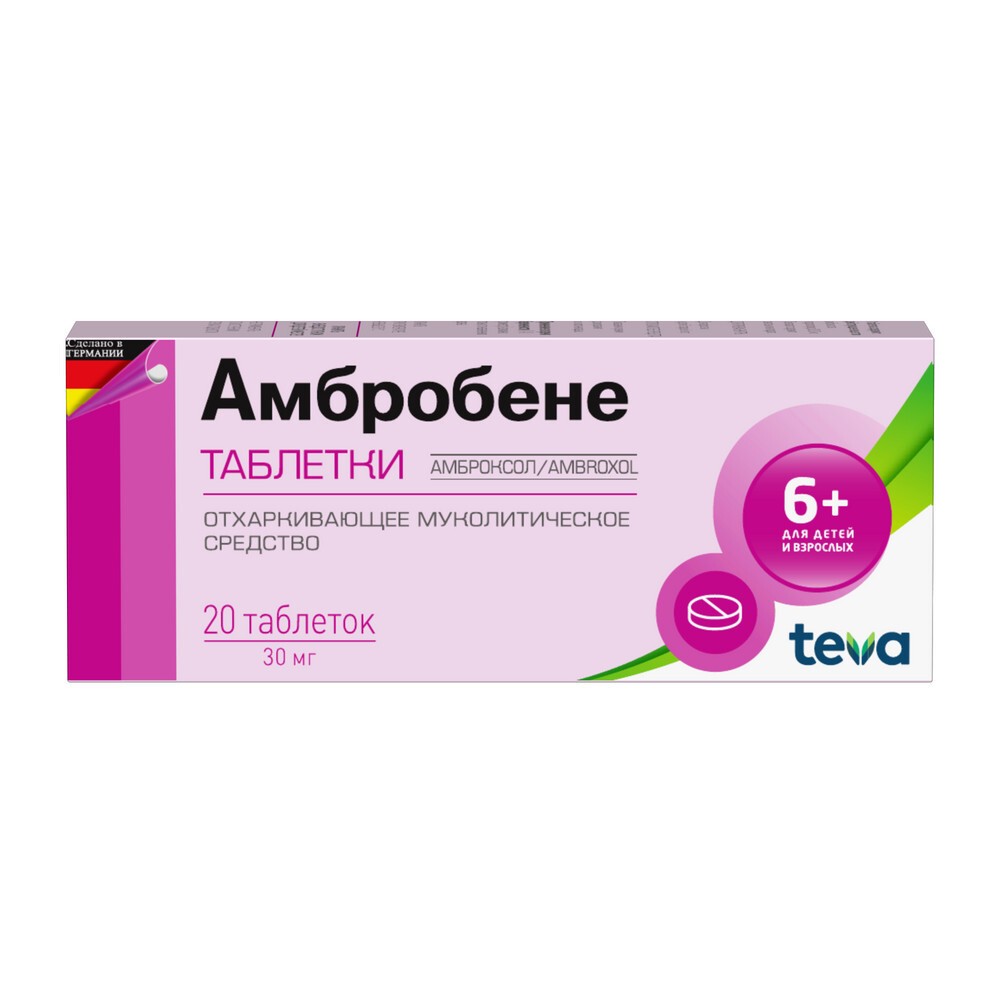 Сделано в
ГЕРМАНИИ
Амбробене
ТАБЛЕТКИ
АМБРОКСОЛ/AMBROXOL
ОТХАРКИВАЮЩЕЕ МУКОЛИТИЧЕСКОЕ
СРЕДСТВО
20 таблеток
30 мг
6+
ДЛЯ ДЕТЕЙ
И ВЗРОСЛЫХ
teva